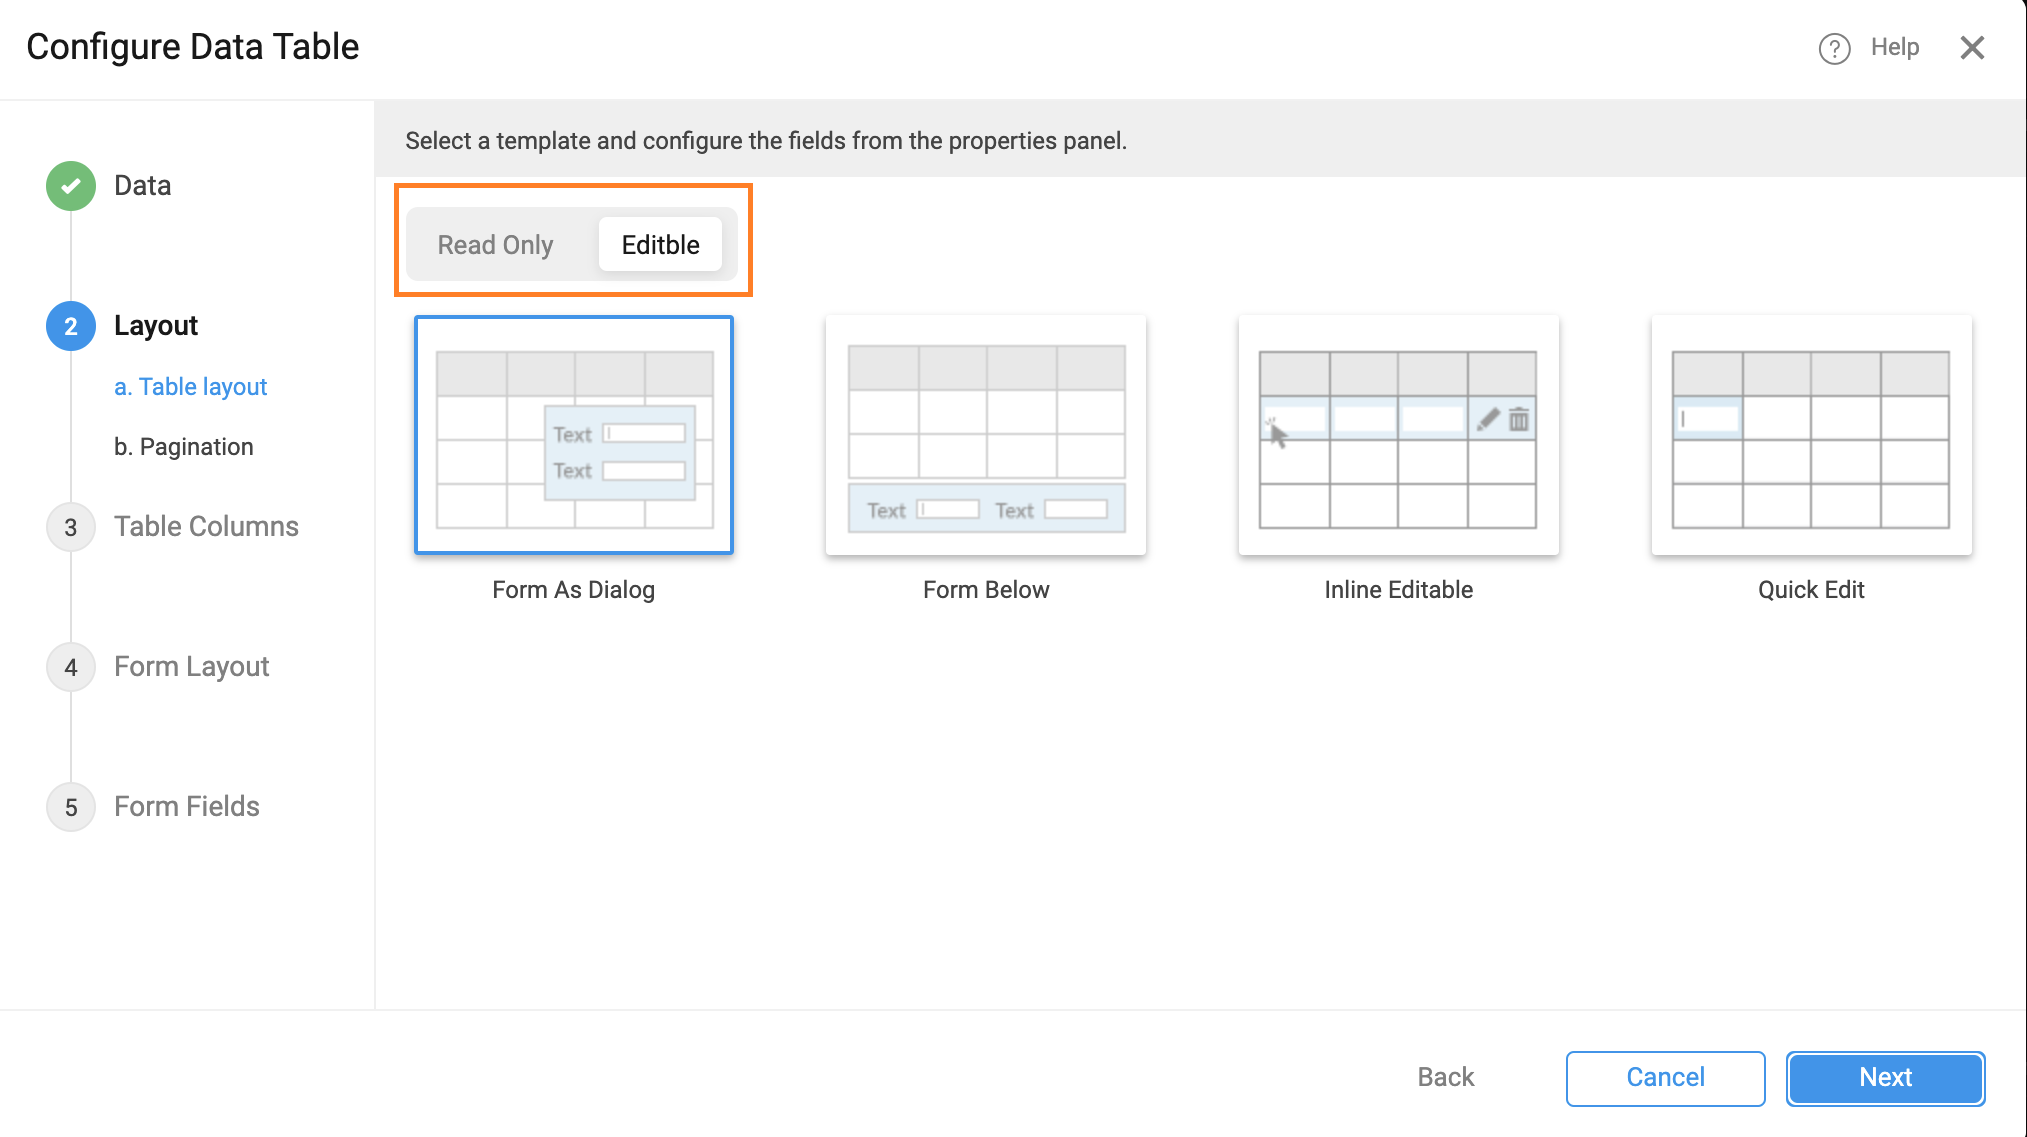 Configure Data Table
? Help
Select a template and configure the fields from the properties panel.
Data
2 Layout
a. Table layout
b. Pagination
3 Table Columns
4 Form Layout
5 Form Fields
Read Only Editble
Text
Text
Form As Dialog
Text Text
Form Below
Inline Editable
Quick Edit
Back Cancel Next